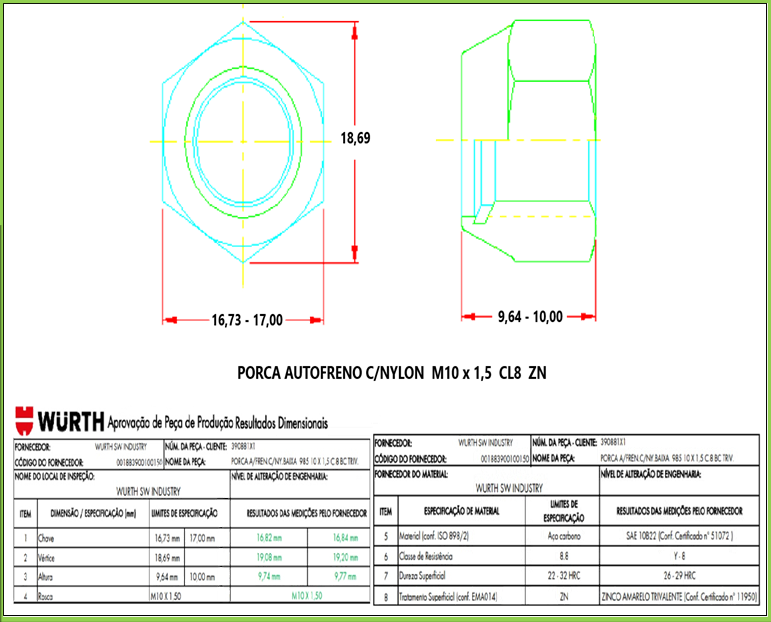 18,69
16,73 - 17,00
9,64 - 10,00
PORCA AUTOFRENO C/NYLON M10 x 1,5 CL8 ZN
WÜRTH Aprovação de Peça de Produção Resultados Dimensionais
FORNECEDOR: WURTH SW INDUSTRY NÚM. DA PEÇA - CLIENTE: 390881X1
CÓDIGO DO FORNECEDOR: 001883900100150 NOME DA PEÇA: PORCA A/FREN.C/NY.BAIXA 985 10 X 1,5 C 8 BC TRIV.
NOME DO LOCAL DE INSPEÇÃO: NÍVEL DE ALTERAÇÃO DE ENGENHARIA:
WURTH SW INDUSTRY
ITEM DIMENSÃO / ESPECIFICAÇÃO (mm) LIMITES DE ESPECIFICAÇÃO RESULTADOS DAS MEDIÇÕES PELO FORNECEDOR
1 Chave 16,73 mm 17,00 mm 16.82 mm 16,84 mm
2 Vértice 18,69 mm 19.08 mm 19,20 mm
3 Altura 9,64 mm 10.00 mm 9,74 mm 9,77 mm
4 Rosca M10 X 1.50 M10 X 1,50
FORNECEDOR: WURTH SW INDUSTRY NÚM. DA PEÇA - CLIENTE: 390881X1
CÓDIGO DO FORNECEDOR: 001883900100150 NOME DA PEÇA: PORCA A/FREN.C/NY.BAIXA 985 10 X 1,5 C 8 BC TRIV.
FORNECEDOR DO MATERIAL: NÍVEL DE ALTERAÇÃO DE ENGENHARIA:
WURTH SW INDUSTRY
ITEM ESPECIFICAÇÃO DE MATERIAL LIMITES DE ESPECIFICAÇÃO RESULTADOS DAS MEDIÇÕES PELO FORNECEDOR
5 Material (conf. ISO 898/2) Aço carbono SAE 10B22 (Conf. Certificado n° 51072 )
6 Classe de Resistência 8.8 Y - 8
7 Dureza Superficial 22 - 32 HRC 26 - 29 HRC
8 Tratamento Superficial (conf. EMA014) ZN ZINCO AMARELO TRIVALENTE (Conf. Certificado n° 11950)